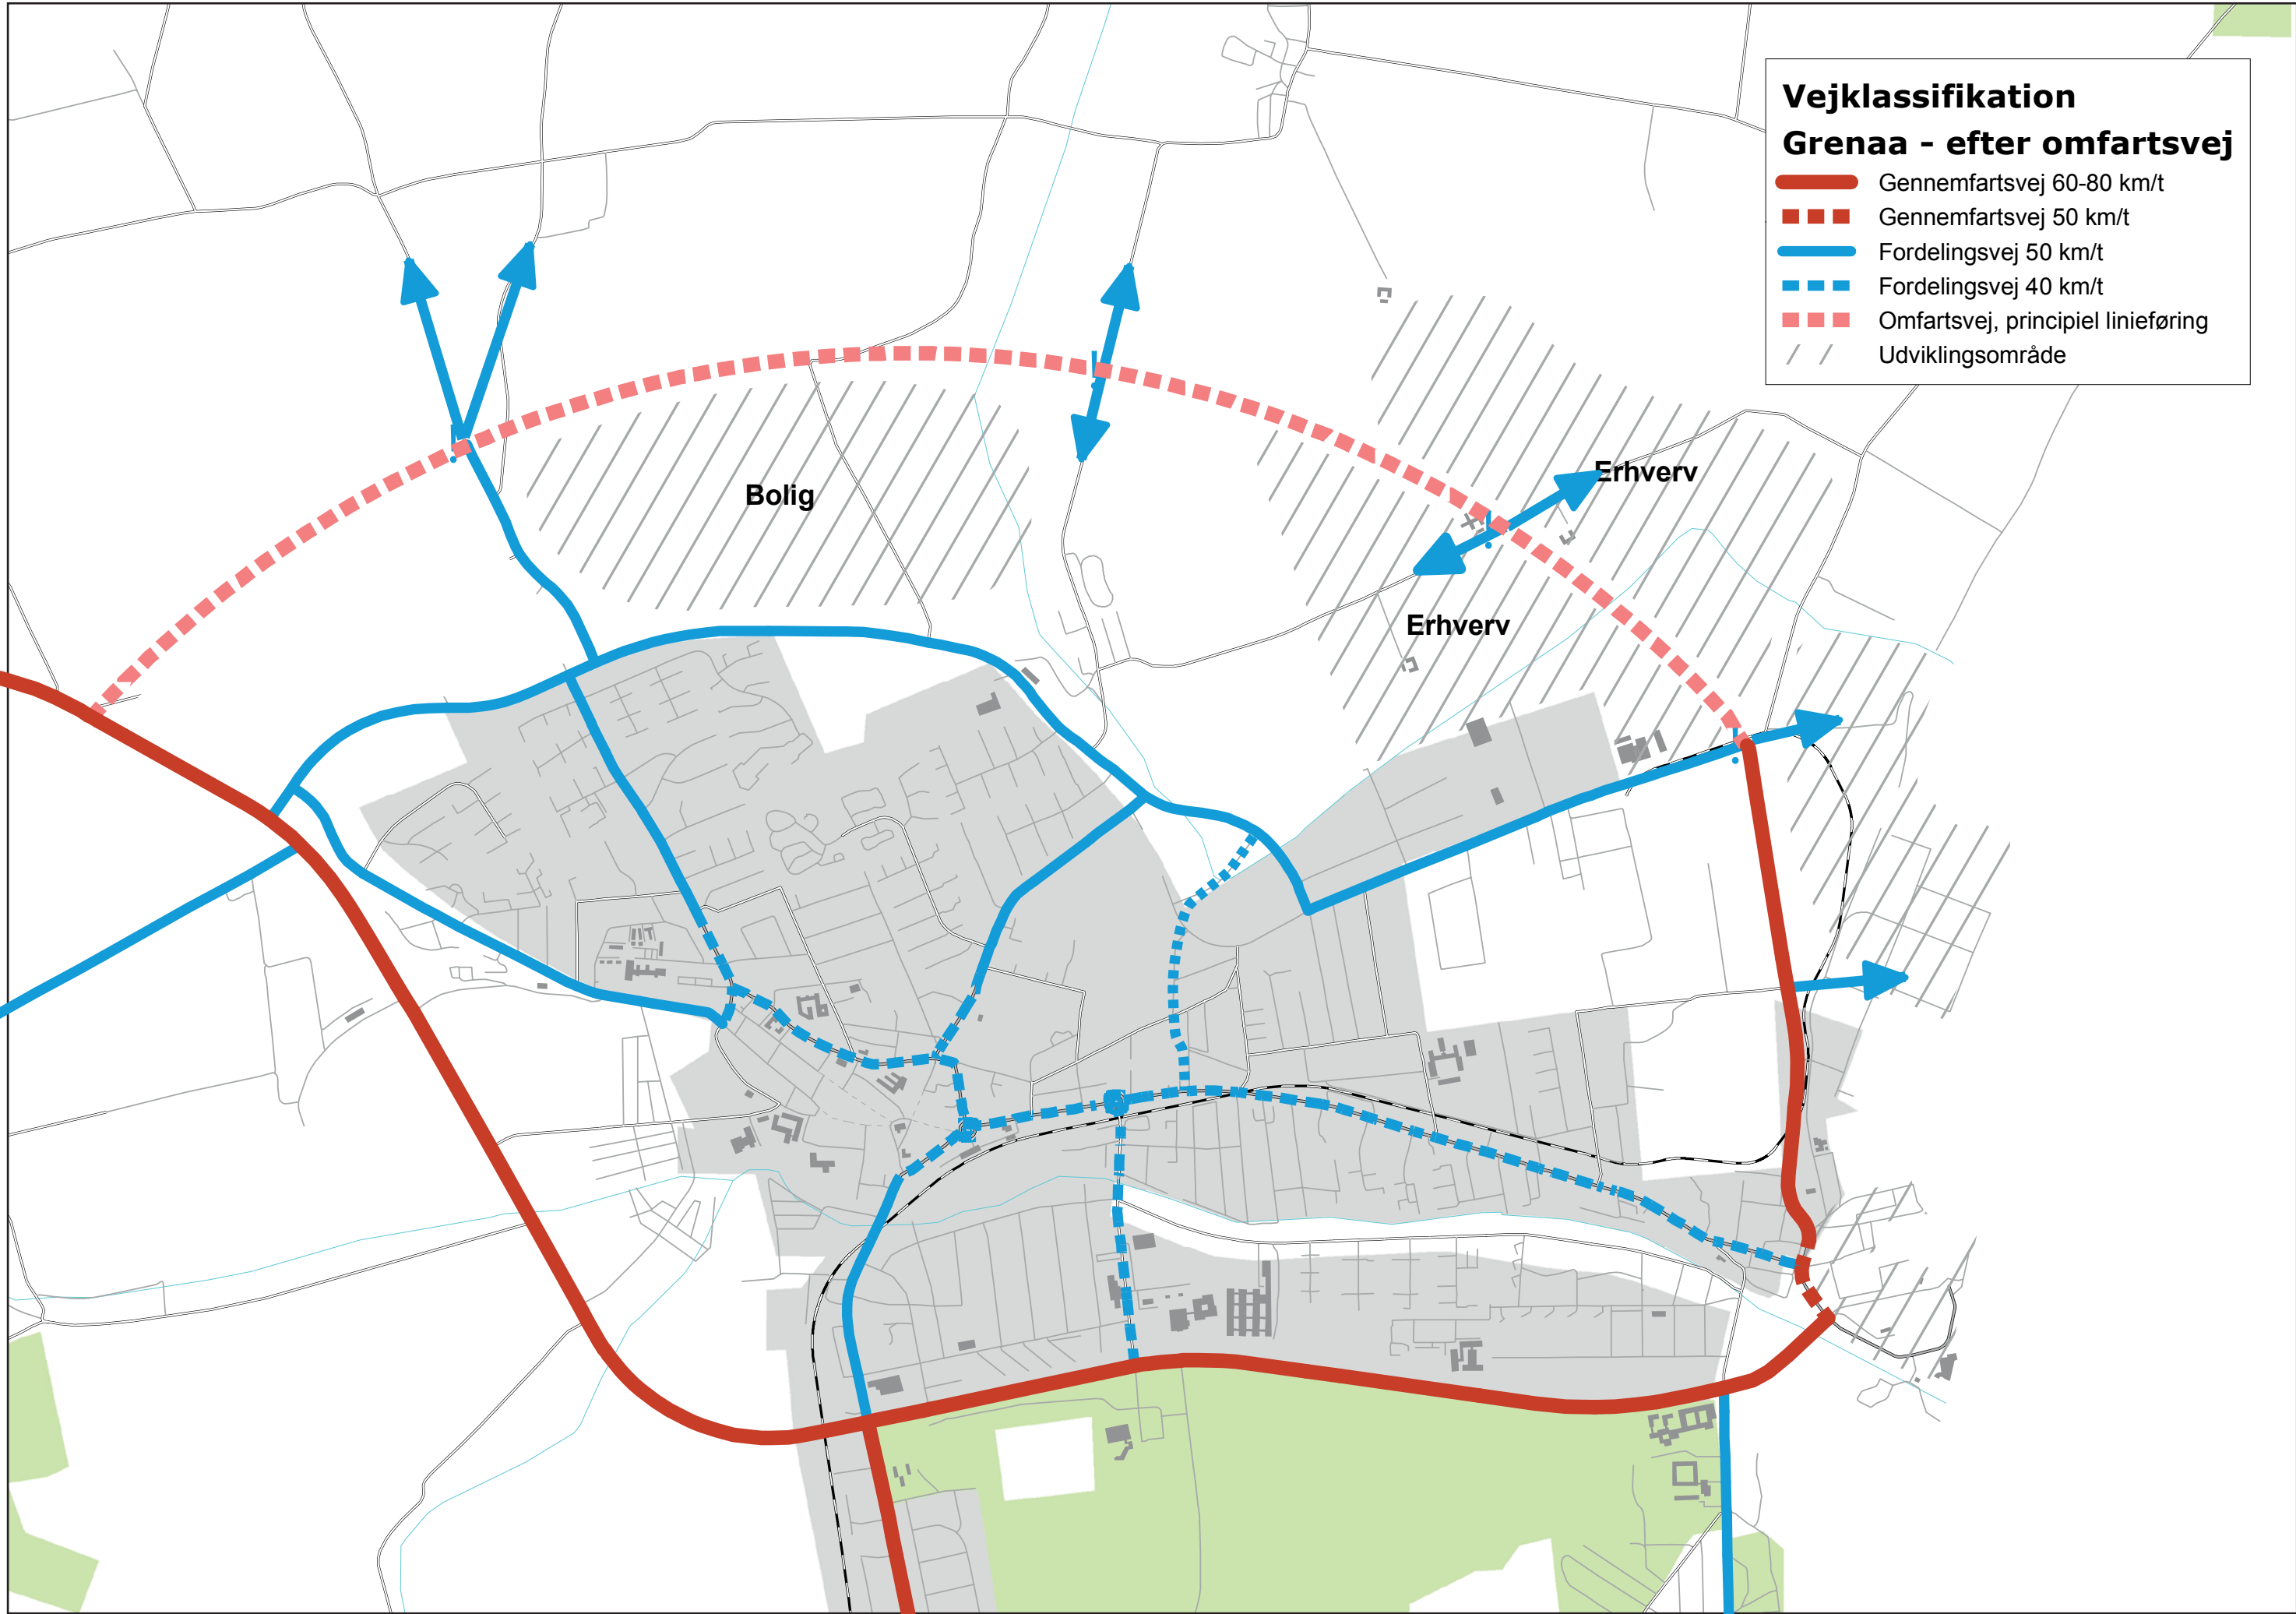 Vejklassifikation
Grenaa - efter omfartsvej
Gennemfartsvej 60-80 km/t
Gennemfartsvej 50 km/t
Fordelingsvej 50 km/t
Fordelingsvej 40 km/t
Omfartsvej, principiel linieføring
Udviklingsområde
Bolig
Erhverv
Erhverv